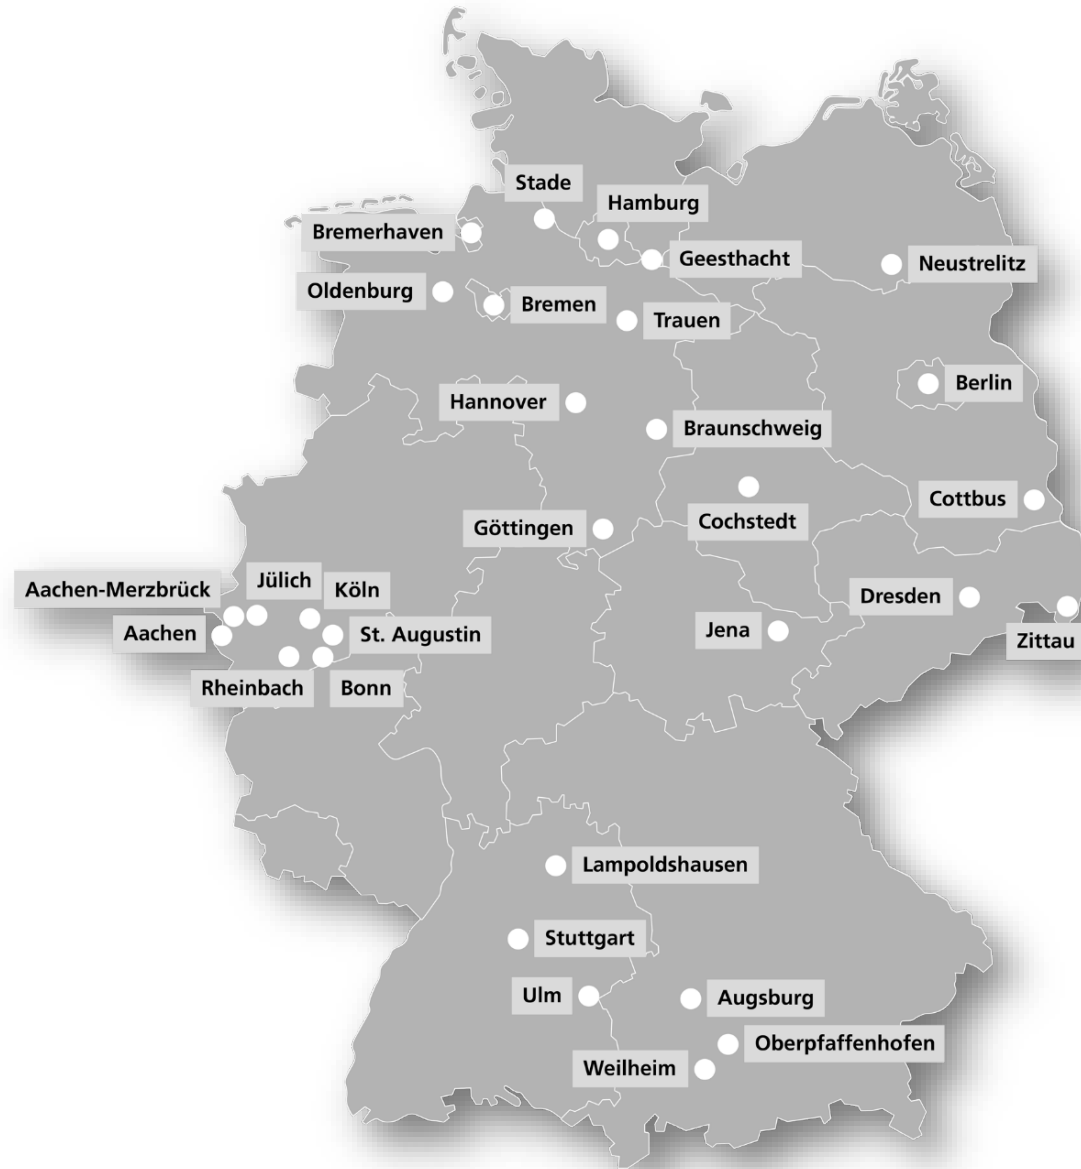 Stade
Hamburg
Bremerhaven
Geesthacht
Neustrelitz
Oldenburg
Bremen
Trauen
Berlin
Hannover
Braunschweig
Cottbus
Cochstedt
Göttingen
Jülich
Aachen-Merzbrück
Köln
Dresden
Aachen
St. Augustin
Jena
Zittau
Rheinbach
Bonn
Lampoldshausen
Stuttgart
Ulm
Augsburg
Oberpfaffenhofen
Weilheim